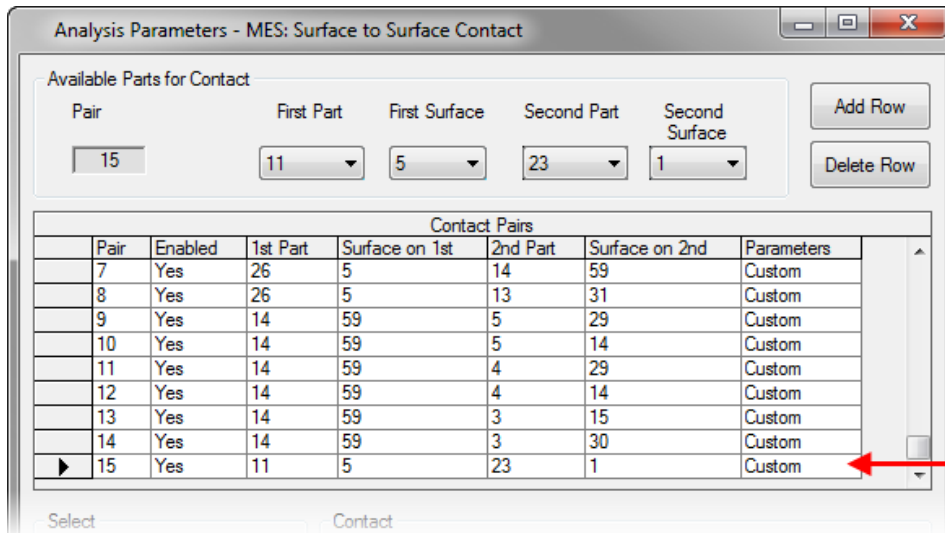 Analysis Parameters - MES: Surface to Surface Contact
Available Parts for Contact
Pair First Part First Surface Second Part Second Surface
15 11 5 23 1
Add Row
Delete Row
Contact Pairs
Pair Enabled 1st Part Surface on 1st 2nd Part Surface on 2nd Parameters
7 Yes 26 5 14 59 Custom
8 Yes 26 5 13 31 Custom
9 Yes 14 59 5 29 Custom
10 Yes 14 59 5 14 Custom
11 Yes 14 59 4 29 Custom
12 Yes 14 59 4 14 Custom
13 Yes 14 59 3 15 Custom
14 Yes 14 59 3 30 Custom
15 Yes 11 5 23 1 Custom
Select Contact